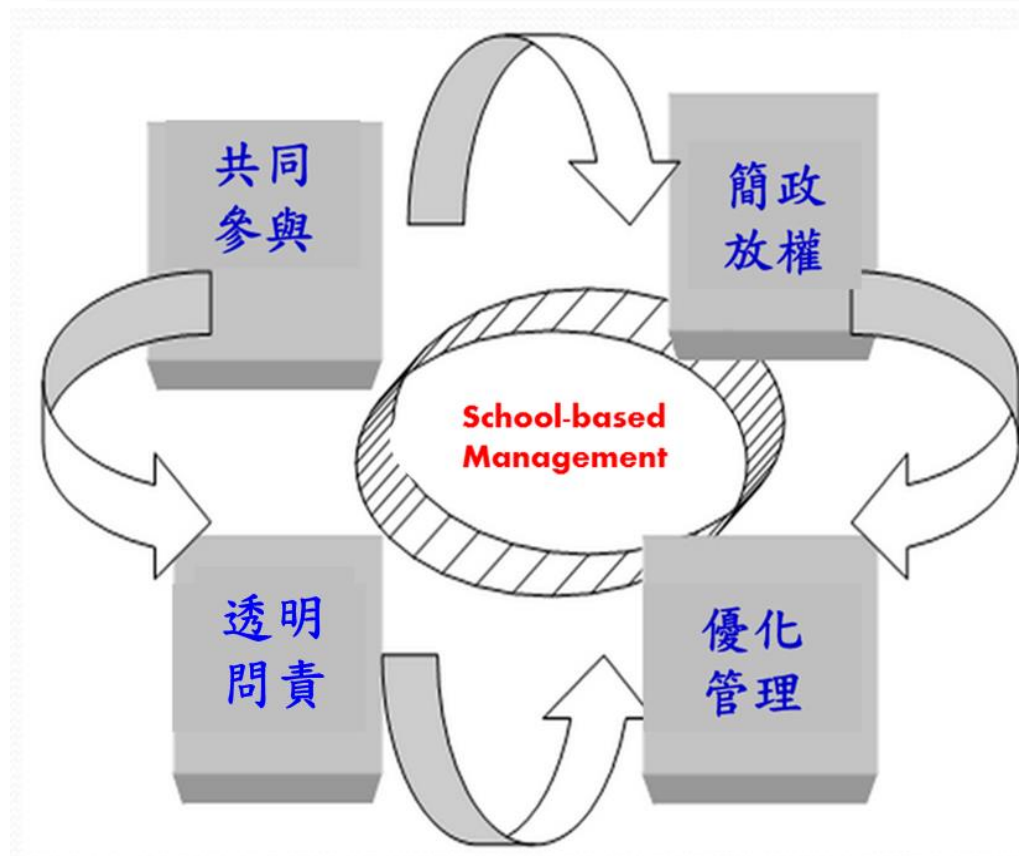 共同
參與
簡政
放權
School-based
Management
透明
問責
優化
管理